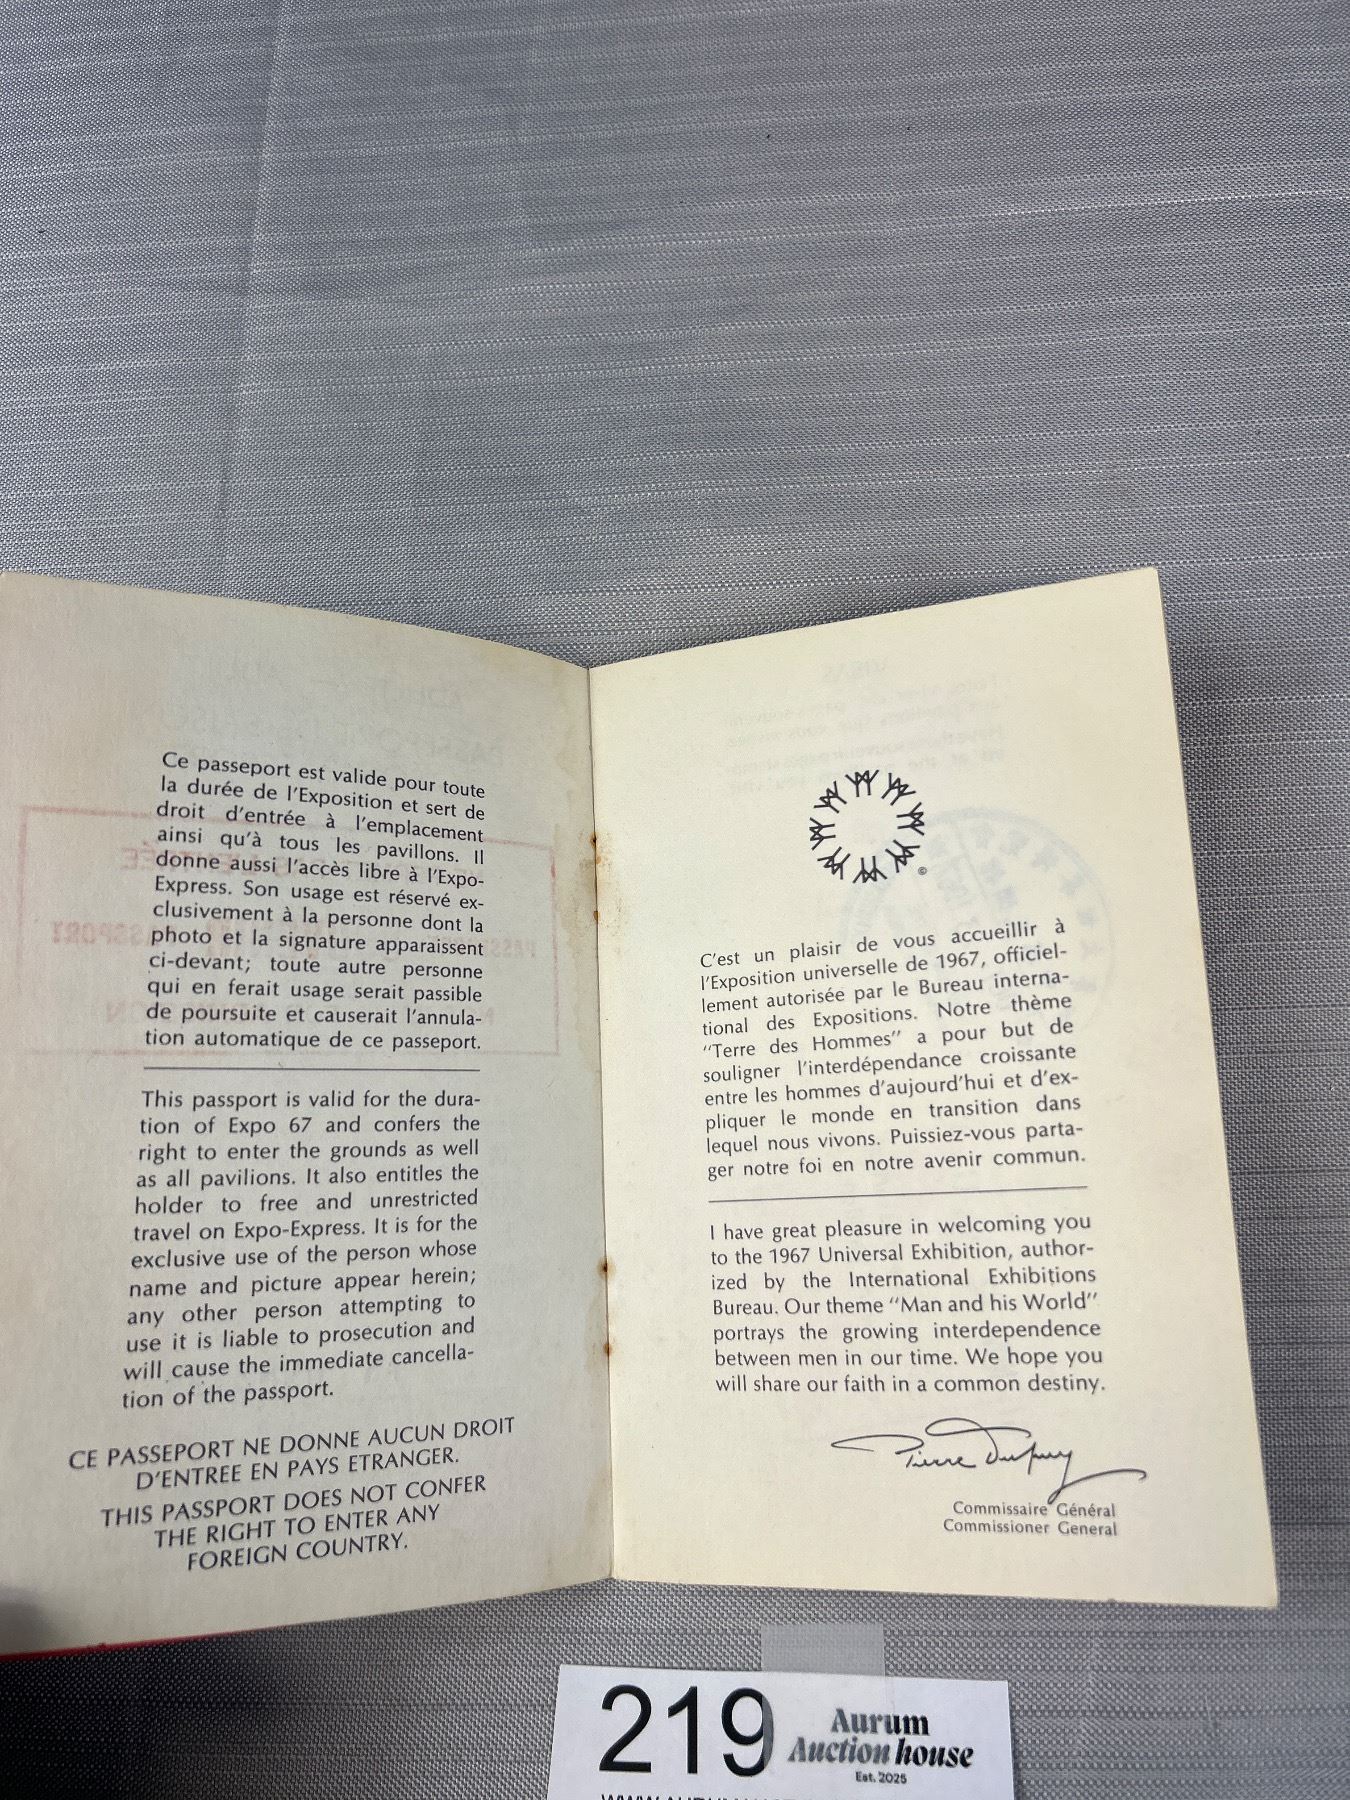 Ce passeport est valide pour toute
la durée de l'Exposition et sert de
droit d'entrée à l'emplacement
ainsi qu'à tous les pavillons. Il
donne aussi l'accès libre à l'Expo-
Express. Son usage est réservé ex-
clusivement à la personne dont la
photo et la signature apparaissent
ci-devant; toute autre personne
qui en ferait usage serait passible
de poursuite et causerait l'annula-
tion automatique de ce passeport.
This passport is valid for the dura-
tion of Expo 67 and confers the
right to enter the grounds as well
as all pavilions. It also entitles the
holder to free and unrestricted
travel on Expo-Express. It is for the
exclusive use of the person whose
name and picture appear herein;
any other person attempting to
use it is liable to prosecution and
will cause the immediate cancella-
tion of the passport.
CE PASSEPORT NE DONNE AUCUN DROIT
D'ENTREE EN PAYS ETRANGER.
THIS PASSPORT DOES NOT CONFER
THE RIGHT TO ENTER ANY
FOREIGN COUNTRY.
©
C'est un plaisir de vous accueillir à
l'Exposition universelle de 1967, officiel-
lement autorisée par le Bureau interna-
tional des Expositions. Notre thème
"Terre des Hommes" a pour but de
souligner l'interdépendance croissante
entre les hommes d'aujourd'hui et d'ex-
pliquer le monde en transition dans
lequel nous vivons. Puissiez-vous parta-
ger notre foi en notre avenir commun.
I have great pleasure in welcoming you
to the 1967 Universal Exhibition, author-
ized by the International Exhibitions
Bureau. Our theme "Man and his World"
portrays the growing interdependence
between men in our time. We hope you
will share our faith in a common destiny.
Pierre Dupuy
Commissaire Général
Commissioner General
219
Aurum
Auction house
Est. 2025